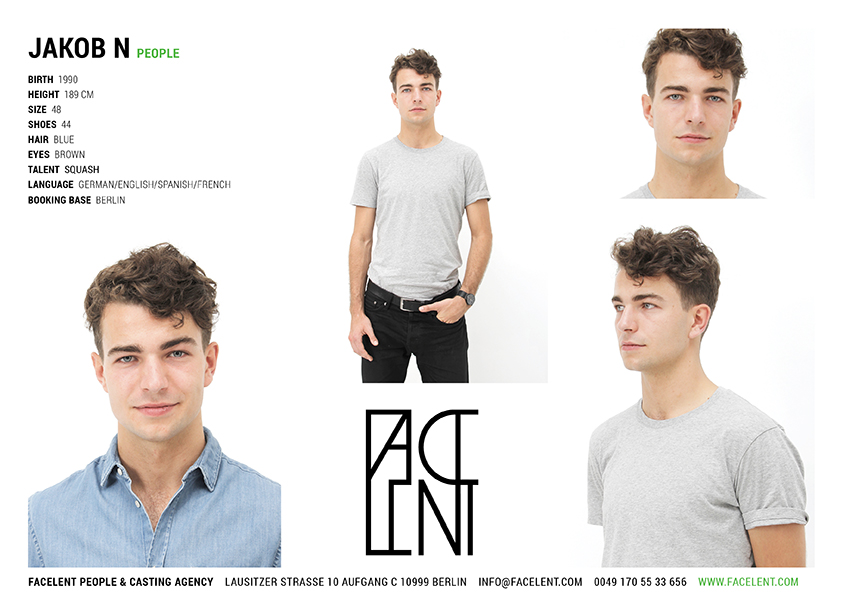 JAKOB N PEOPLE
BIRTH 1990
HEIGHT 189 CM
SIZE 48
SHOES 44
HAIR BLUE
EYES BROWN
TALENT SQUASH
LANGUAGE GERMAN/ENGLISH/SPANISH/FRENCH
BOOKING BASE BERLIN
FACE
LENT
FACELENT PEOPLE & CASTING AGENCY LAUSITZER STRASSE 10 AUFGANG C 10999 BERLIN INFO@FACELENT.COM 0049 170 55 33 656 WWW.FACELENT.COM